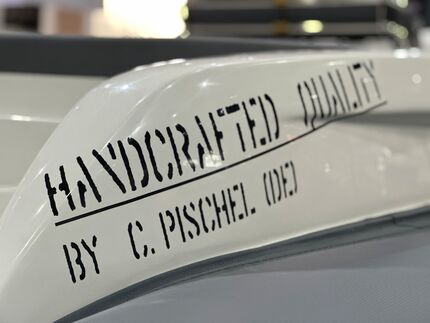 HANDCRAFTED QUALITY
BY C. PISCHEL (DE)